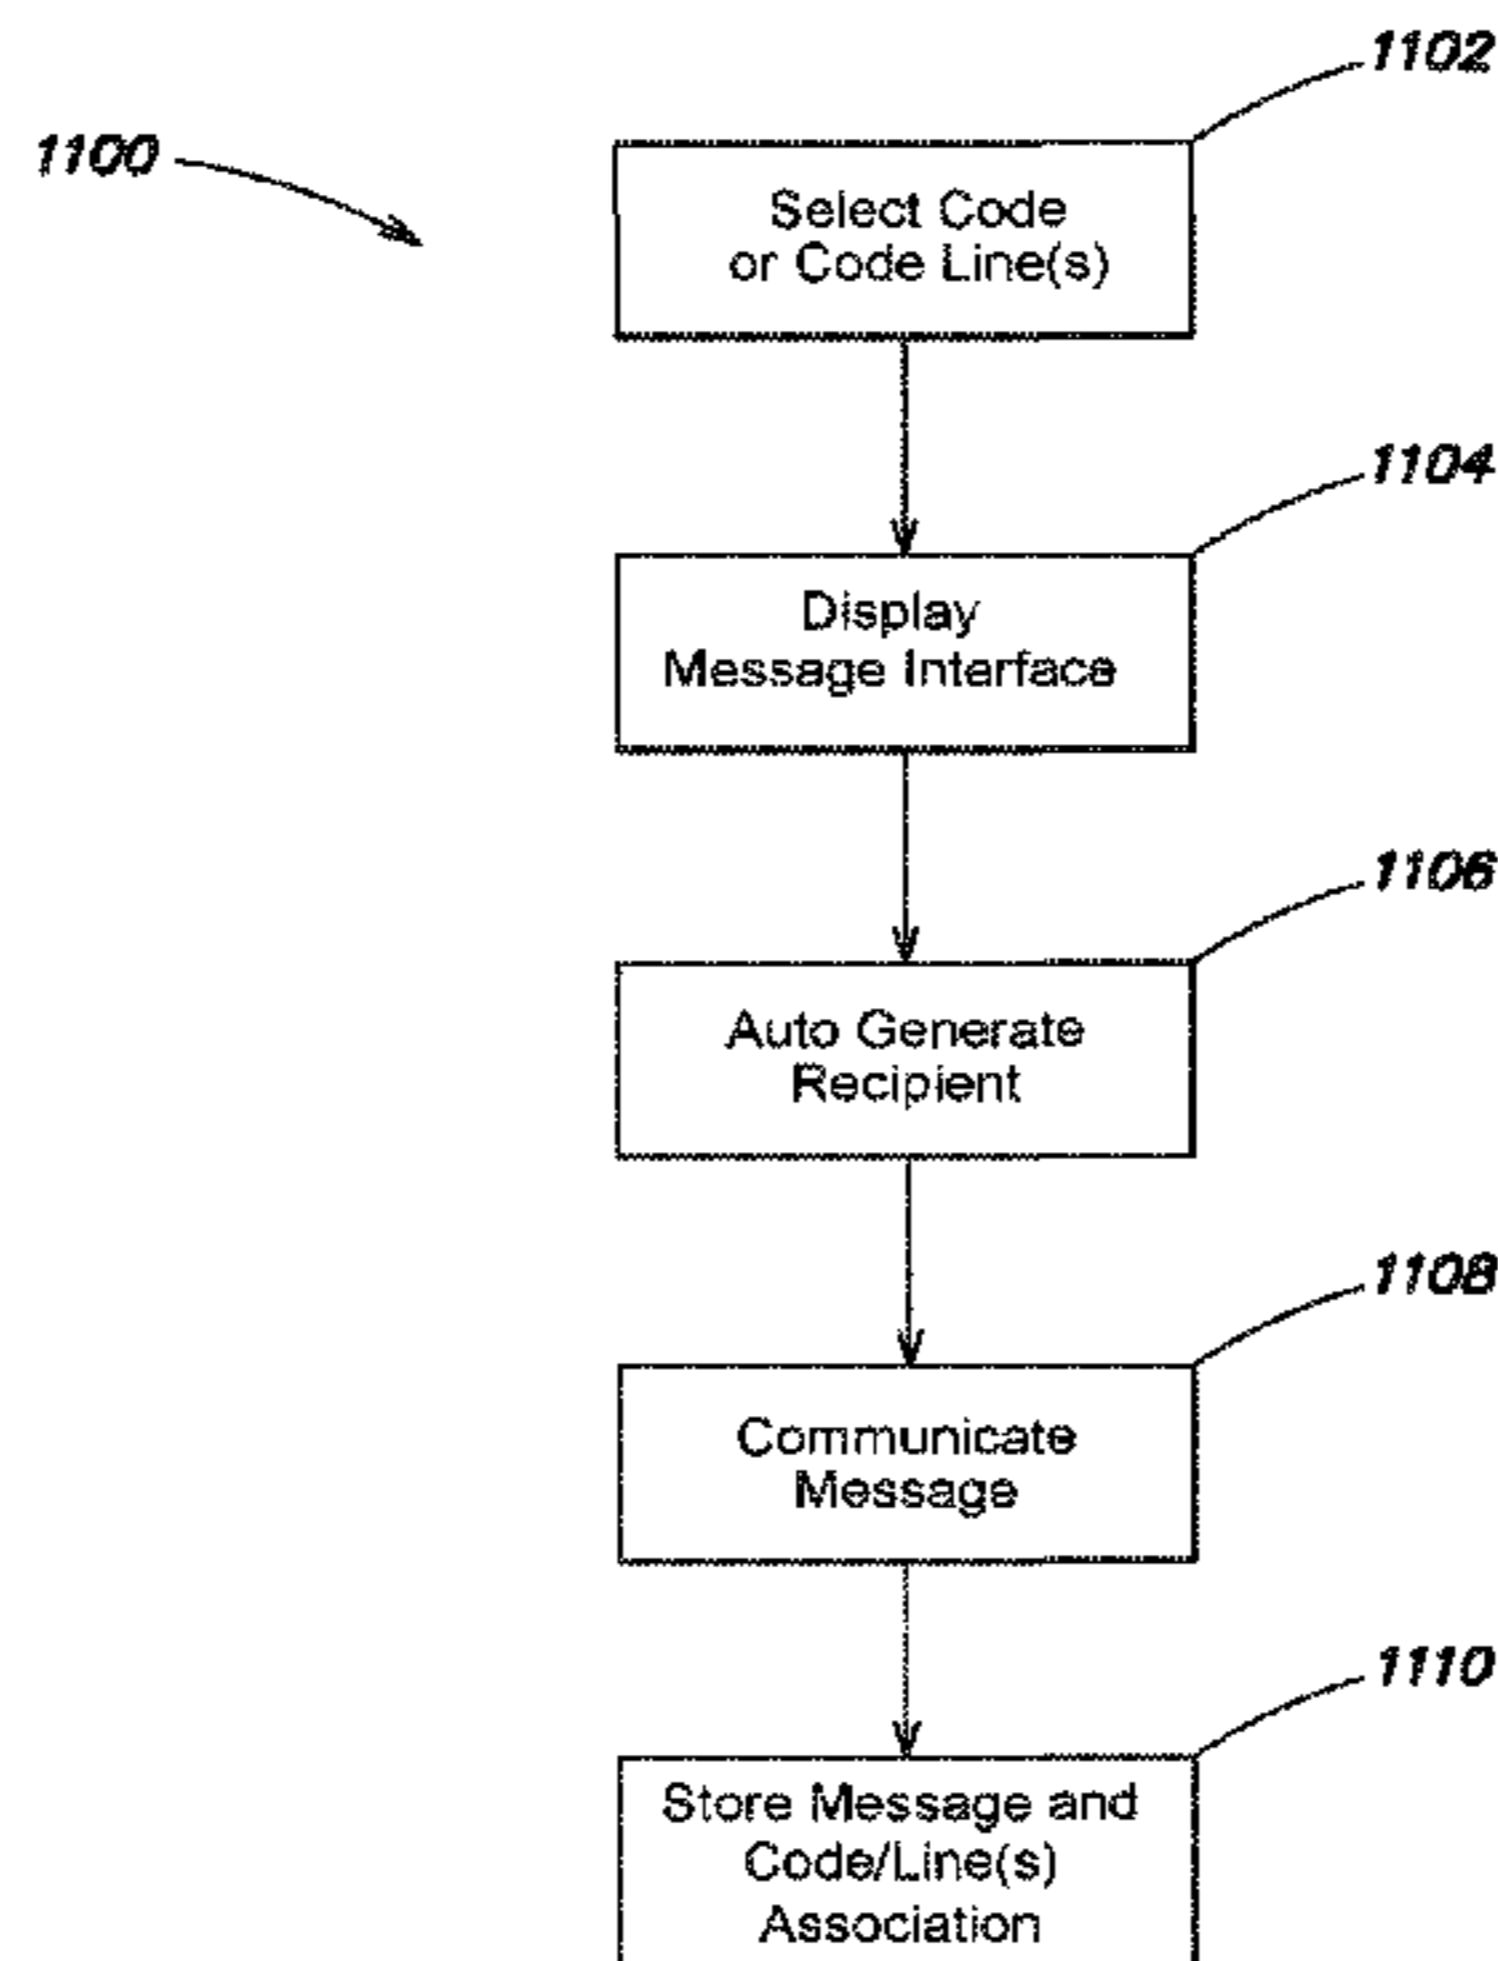 1102
1100
Select Code
or Code Line(s)
1104
Display
Message Interface
1106
Auto Generate
Recipient
1108
Communicate
Message
1110
Store Message and
Code/Line(s)
Association